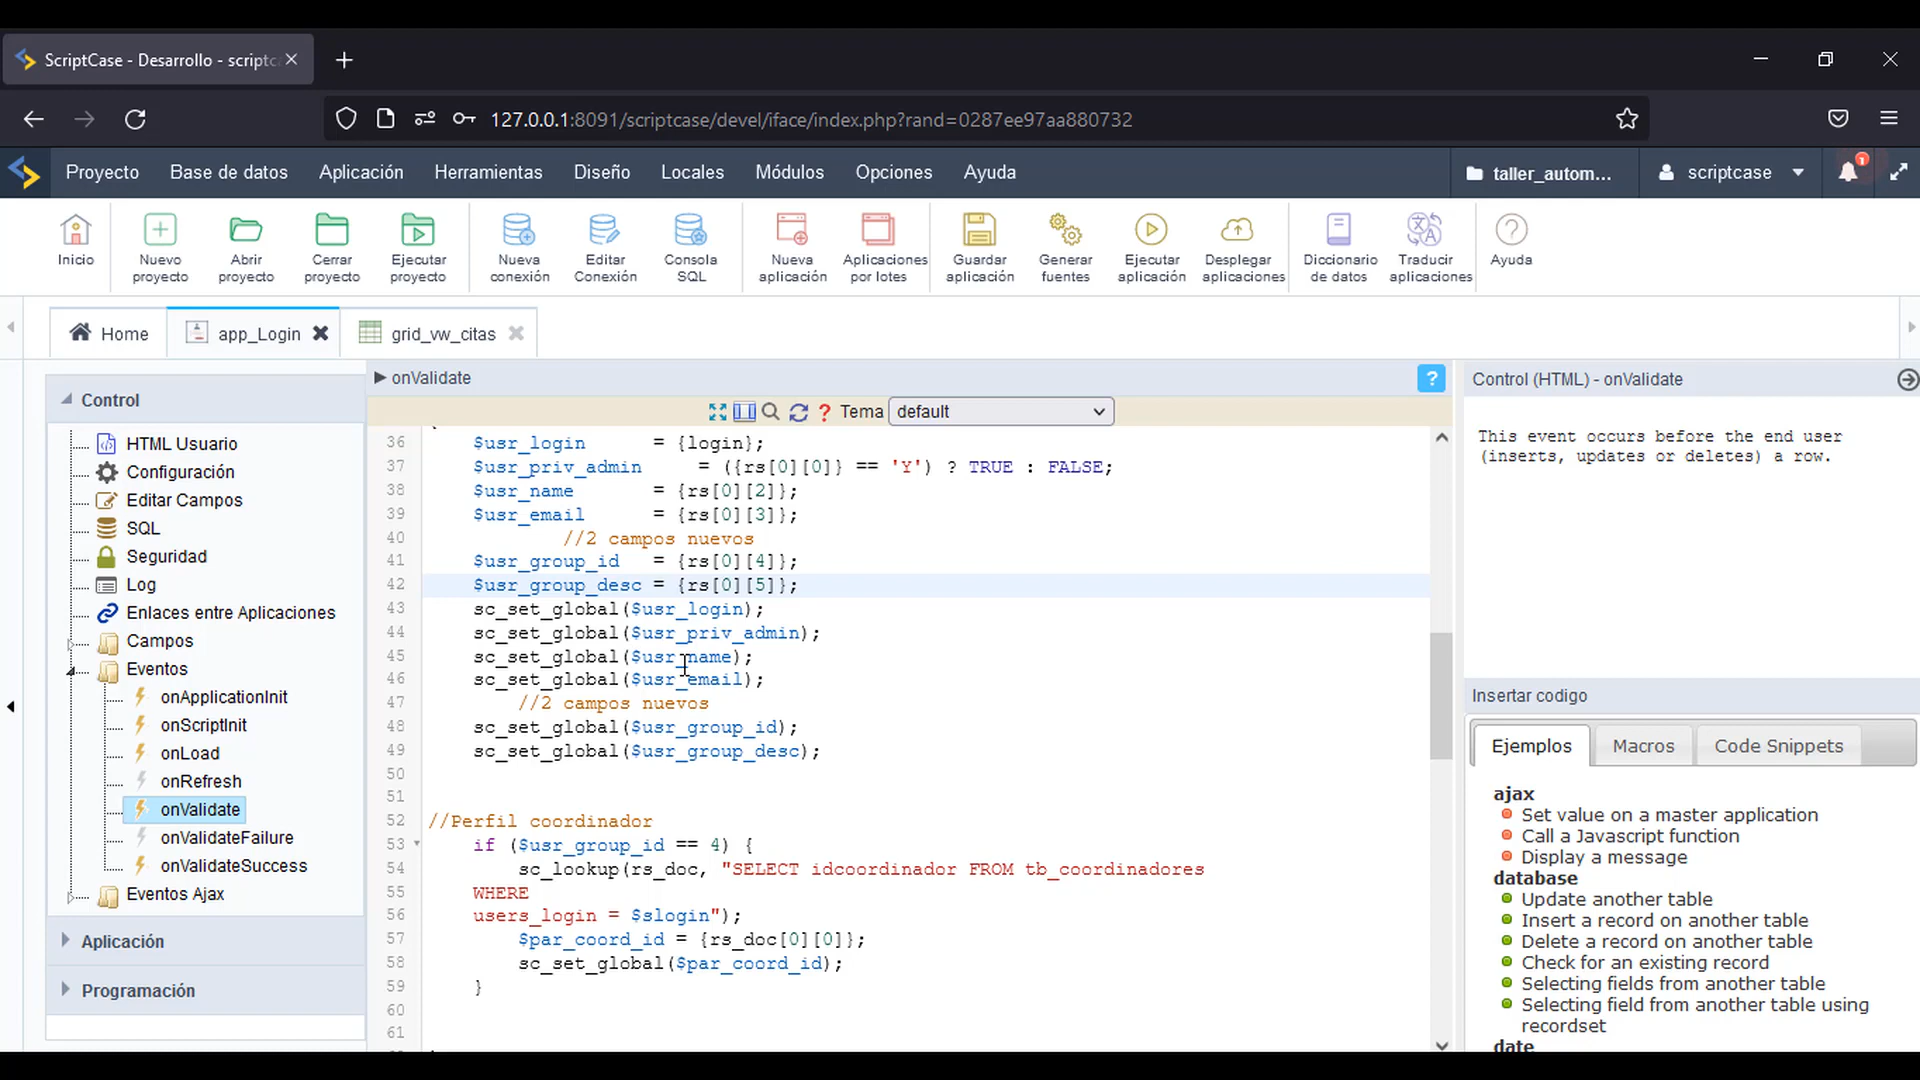 ScriptCase - Desarrollo - scriptc
127.0.0.1:8091/scriptcase/devel/iface/index.php?rand=0287ee97aa880732
Proyecto Base de datos Aplicación Herramientas Diseño Locales Módulos Opciones Ayuda
taller_autom...
scriptcase
1
Inicio
Nuevo proyecto
Abrir proyecto
Cerrar proyecto
Ejecutar proyecto
Nueva conexión
Editar Conexión
Consola SQL
Nueva aplicación
Aplicaciones por lotes
Guardar aplicación
Generar fuentes
Ejecutar aplicación
Desplegar aplicaciones
Diccionario de datos
Traducir aplicaciones
Ayuda
Home
app_Login
grid_vw_citas
Control
HTML Usuario
Configuración
Editar Campos
SQL
Seguridad
Log
Enlaces entre Aplicaciones
Campos
Eventos
onApplicationInit
onScriptInit
onLoad
onRefresh
onValidate
onValidateFailure
onValidateSuccess
Eventos Ajax
Aplicación
Programación
onValidate
?
? Tema default
36 $usr_login = {login};
37 $usr_priv_admin = ({rs[0][0]} == 'Y') ? TRUE : FALSE;
38 $usr_name = {rs[0][2]};
39 $usr_email = {rs[0][3]};
40 //2 campos nuevos
41 $usr_group_id = {rs[0][4]};
42 $usr_group_desc = {rs[0][5]};
43 sc_set_global($usr_login);
44 sc_set_global($usr_priv_admin);
45 sc_set_global($usr_name);
46 sc_set_global($usr_email);
47 //2 campos nuevos
48 sc_set_global($usr_group_id);
49 sc_set_global($usr_group_desc);
50
51
52 //Perfil coordinador
53 if ($usr_group_id == 4) {
54 sc_lookup(rs_doc, "SELECT idcoordinador FROM tb_coordinadores
55 WHERE
56 users_login = $slogin");
57 $par_coord_id = {rs_doc[0][0]};
58 sc_set_global($par_coord_id);
59 }
60
61
Control (HTML) - onValidate
This event occurs before the end user
(inserts, updates or deletes) a row.
Insertar codigo
Ejemplos Macros Code Snippets
ajax
Set value on a master application
Call a Javascript function
Display a message
database
Update another table
Insert a record on another table
Delete a record on another table
Check for an existing record
Selecting fields from another table
Selecting field from another table using
recordset
date